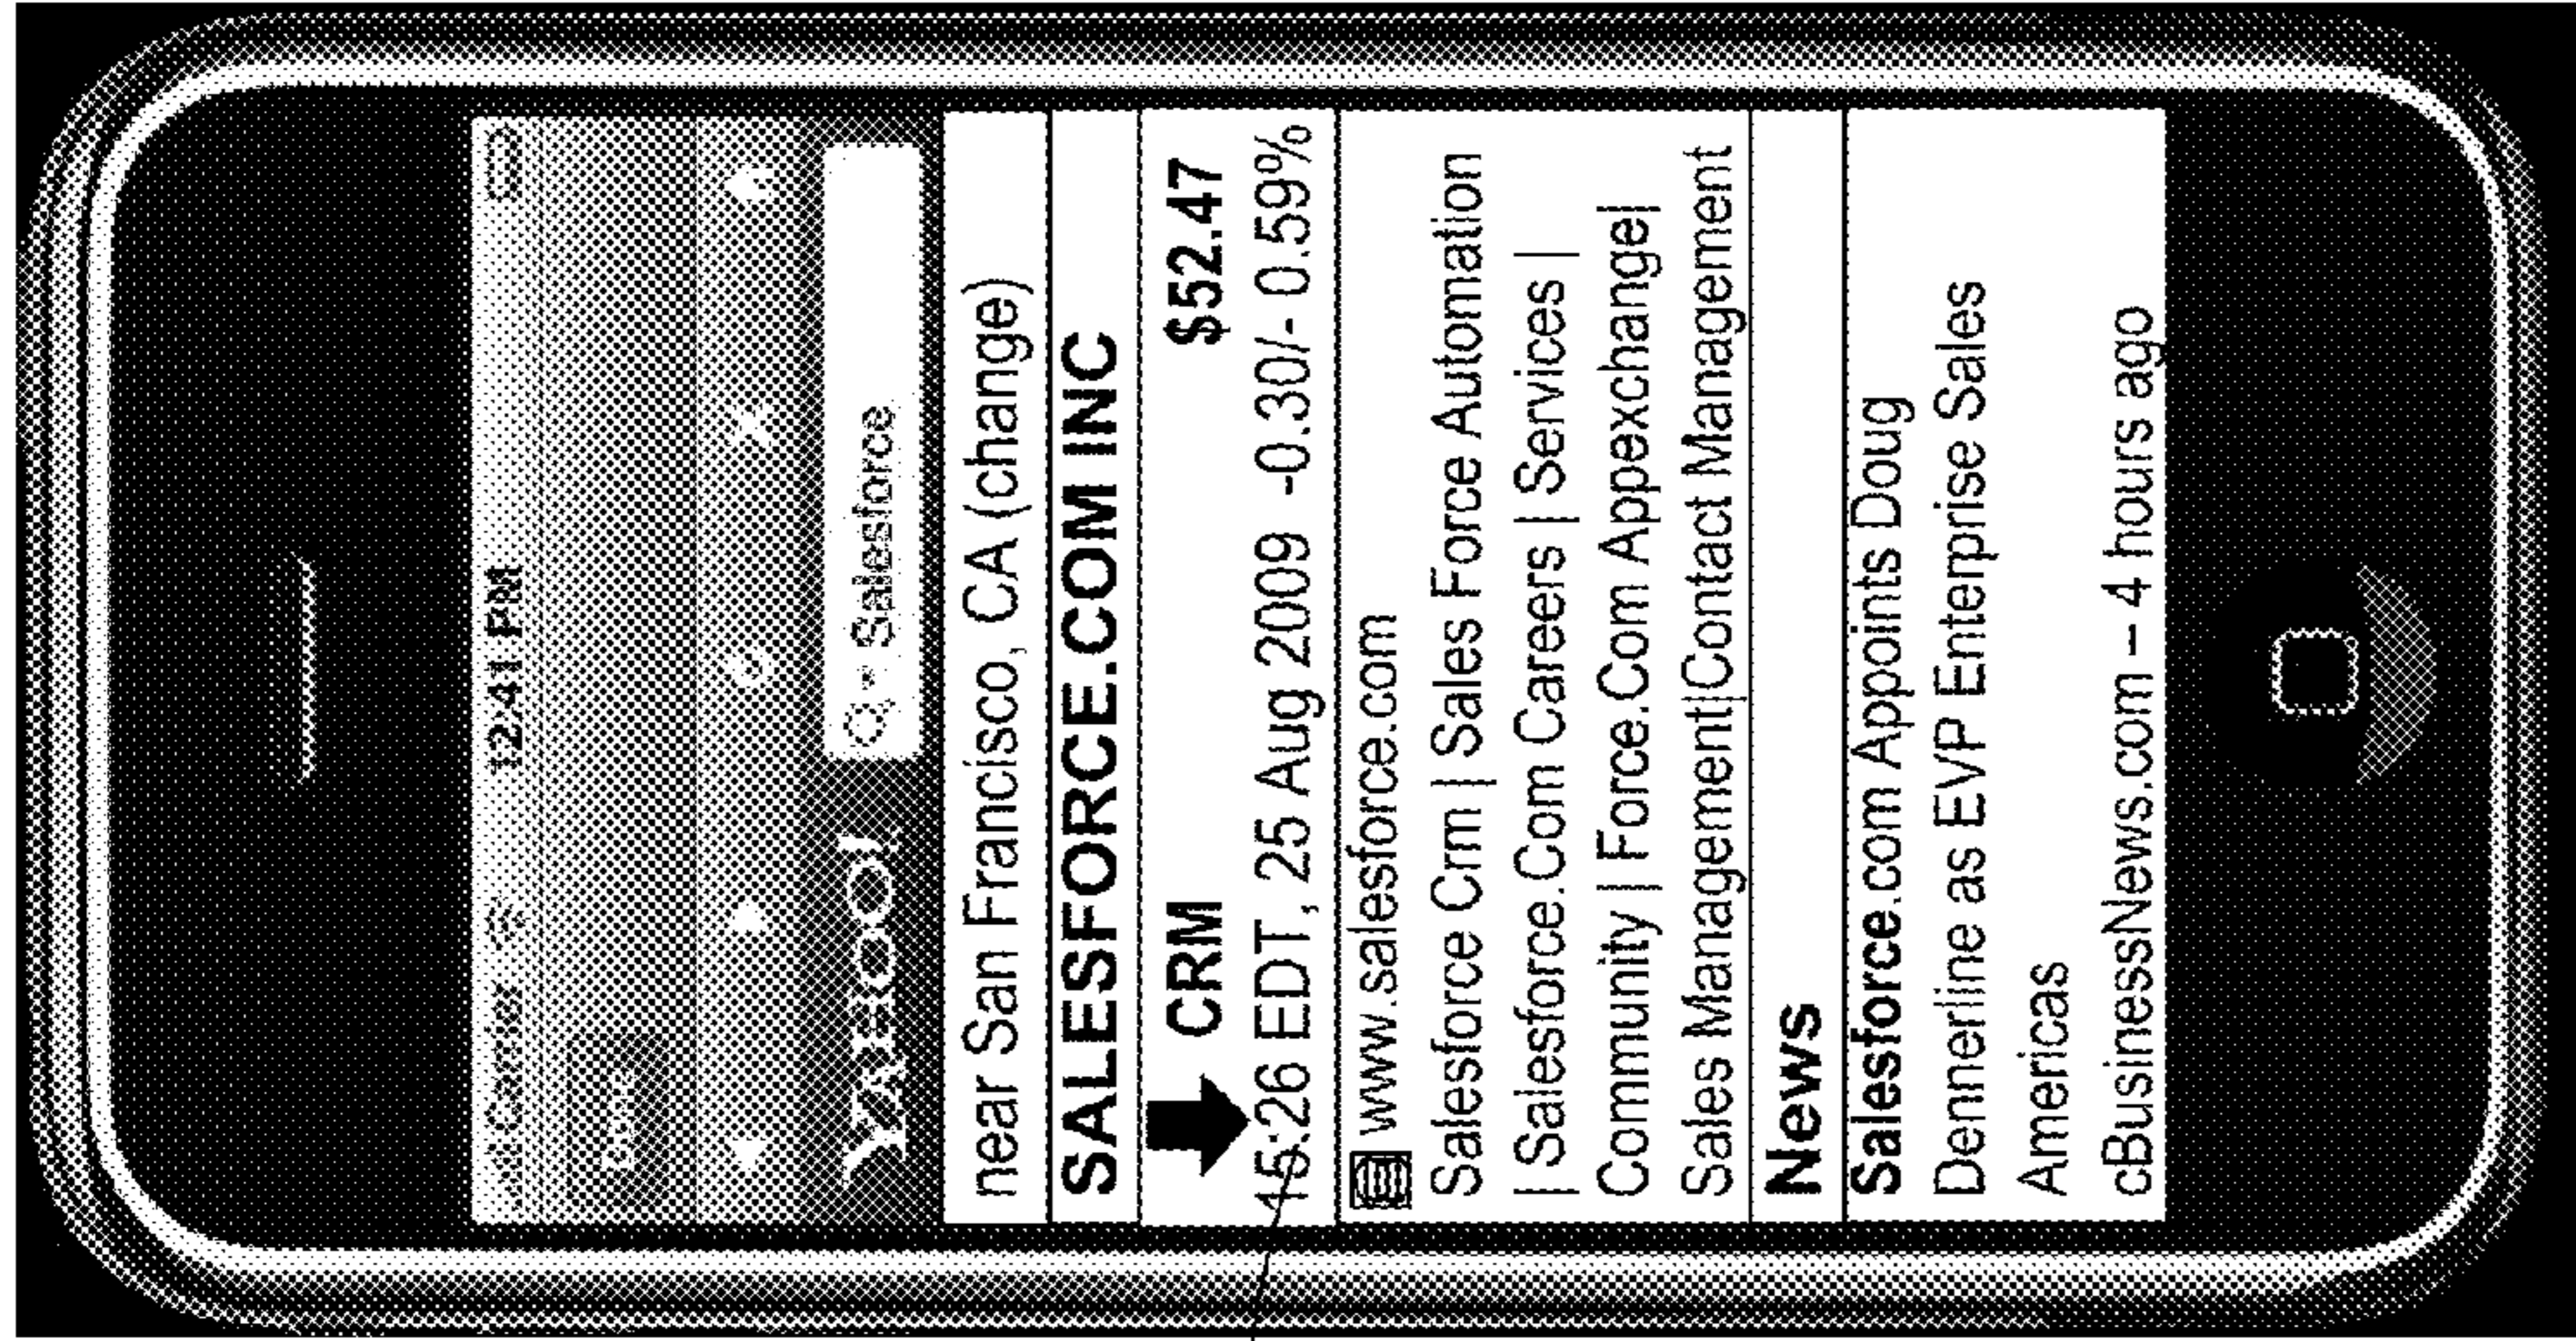 Carrier 12:41 PM
Done
YAHOO!
Salesforce
near San Francisco, CA (change)
SALESFORCE.COM INC
CRM $52.47
15:26 EDT, 25 Aug 2009 -0.30/- 0.59%
www.salesforce.com
Salesforce Crm | Sales Force Automation
| Salesforce.Com Careers | Services |
Community | Force.Com Appexchange|
Sales Management|Contact Management
News
Salesforce.com Appoints Doug
Dennerline as EVP Enterprise Sales
Americas
cBusinessNews.com – 4 hours ago